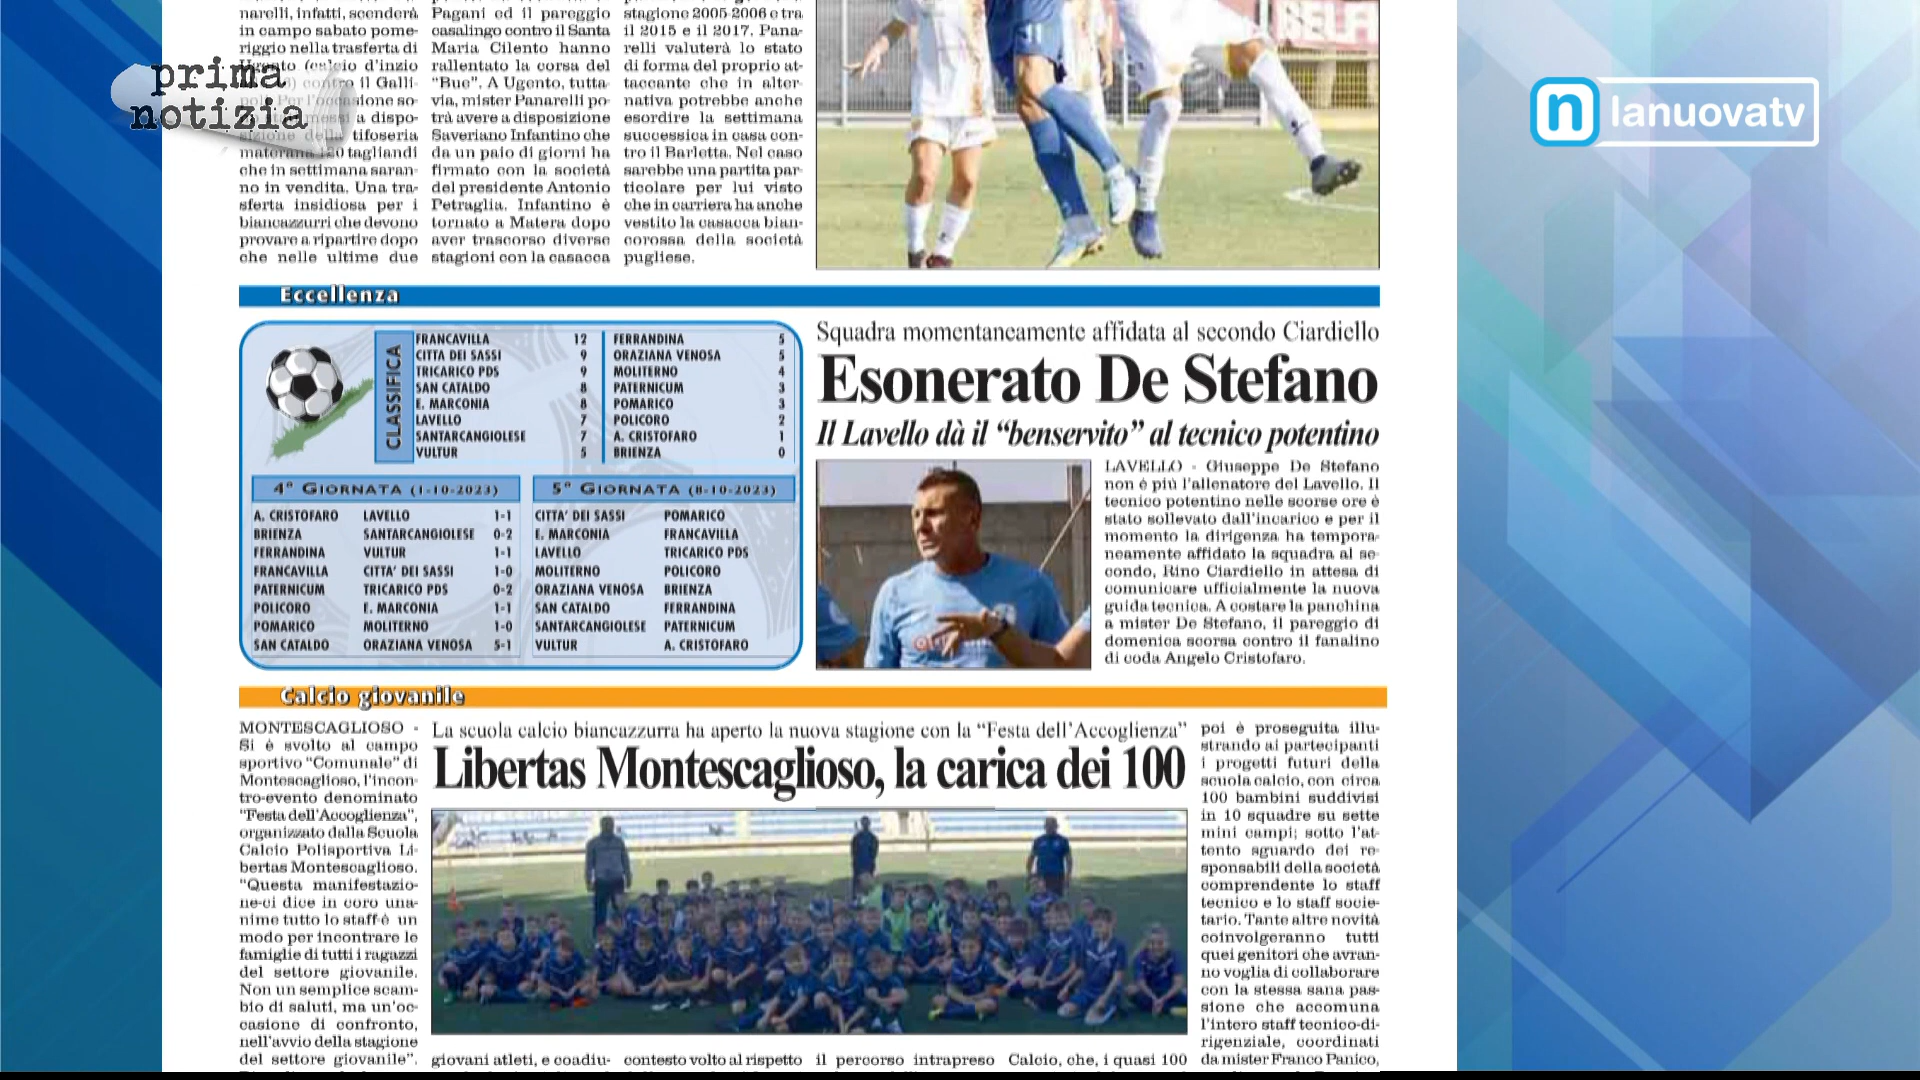 prima
notizia
lanuovatv
narelli, infatti, scenderà
in campo sabato pome-
riggio nella trasferta di
Ugento (calcio d'inzio
contro il Galli-
Per l'occasione so-
a dispo-
sizione della tifoseria
materana 120 tagliandi
che in settimana saran-
no in vendita. Una tra-
sferta insidiosa per i
biancazzurri che devono
provare a ripartire dopo
che nelle ultime due
Pagani ed il pareggio
casalingo contro il Santa
Maria Cilento hanno
rallentato la corsa del
“Bue”. A Ugento, tutta-
via, mister Panarelli po-
trà avere a disposizione
Saveriano Infantino che
da un paio di giorni ha
firmato con la società
del presidente Antonio
Petraglia. Infantino è
tornato a Matera dopo
aver trascorso diverse
stagioni con la casacca
stagione 2005-2006 e tra
il 2015 e il 2017. Pana-
relli valuterà lo stato
di forma del proprio at-
taccante che in alter-
nativa potrebbe anche
esordire la settimana
successica in casa con-
tro il Barletta. Nel caso
sarebbe una partita par-
ticolare per lui visto
che in carriera ha anche
vestito la casacca bian-
corossa della società
pugliese.
Eccellenza
CLASSIFICA
FRANCAVILLA 12
CITTA DEI SASSI 9
TRICARICO PDS 9
SAN CATALDO 8
E. MARCONIA 8
LAVELLO 7
SANTARCANGIOLESE 7
VULTUR 5
FERRANDINA 5
ORAZIANA VENOSA 5
MOLITERNO 4
PATERNICUM 3
POMARICO 3
POLICORO 2
A. CRISTOFARO 1
BRIENZA 0
4° GIORNATA (1-10-2023)
A. CRISTOFARO LAVELLO 1-1
BRIENZA SANTARCANGIOLESE 0-2
FERRANDINA VULTUR 1-1
FRANCAVILLA CITTA' DEI SASSI 1-0
PATERNICUM TRICARICO PDS 0-2
POLICORO E. MARCONIA 1-1
POMARICO MOLITERNO 1-0
SAN CATALDO ORAZIANA VENOSA 5-1
5° GIORNATA (8-10-2023)
CITTA' DEI SASSI POMARICO
E. MARCONIA FRANCAVILLA
LAVELLO TRICARICO PDS
MOLITERNO POLICORO
ORAZIANA VENOSA BRIENZA
SAN CATALDO FERRANDINA
SANTARCANGIOLESE PATERNICUM
VULTUR A. CRISTOFARO
Squadra momentaneamente affidata al secondo Ciardiello
Esonerato De Stefano
Il Lavello dà il “benservito” al tecnico potentino
LAVELLO - Giuseppe De Stefano
non è più l'allenatore del Lavello. Il
tecnico potentino nelle scorse ore è
stato sollevato dall'incarico e per il
momento la dirigenza ha tempora-
neamente affidato la squadra al se-
condo, Rino Ciardiello in attesa di
comunicare ufficialmente la nuova
guida tecnica. A costare la panchina
a mister De Stefano, il pareggio di
domenica scorsa contro il fanalino
di coda Angelo Cristofaro.
Calcio giovanile
MONTESCAGLIOSO -
Si è svolto al campo
sportivo “Comunale” di
Montescaglioso, l'incon-
tro-evento denominato
“Festa dell'Accoglienza”,
organizzato dalla Scuola
Calcio Polisportiva Li-
bertas Montescaglioso.
“Questa manifestazio-
ne-ci dice in coro una-
nime tutto lo staff-è un
modo per incontrare le
famiglie di tutti i ragazzi
del settore giovanile.
Non un semplice scam-
bio di saluti, ma un'oc-
casione di confronto,
nell'avvio della stagione
del settore giovanile”.
La scuola calcio biancazzurra ha aperto la nuova stagione con la “Festa dell'Accoglienza”
Libertas Montescaglioso, la carica dei 100
giovani atleti, e coadiu-
contesto volto al rispetto
il percorso intrapreso
Calcio, che, i quasi 100
poi è proseguita illu-
strando ai partecipanti
i progetti futuri della
scuola calcio, con circa
100 bambini suddivisi
in 10 squadre su sette
mini campi; sotto l'at-
tento sguardo dei re-
sponsabili della società
comprendente lo staff
tecnico e lo staff socie-
tario. Tante altre novità
coinvolgeranno tutti
quei genitori che avran-
no voglia di collaborare
con la stessa sana pas-
sione che accomuna
l'intero staff tecnico-di-
rigenziale, coordinati
da mister Franco Panico,